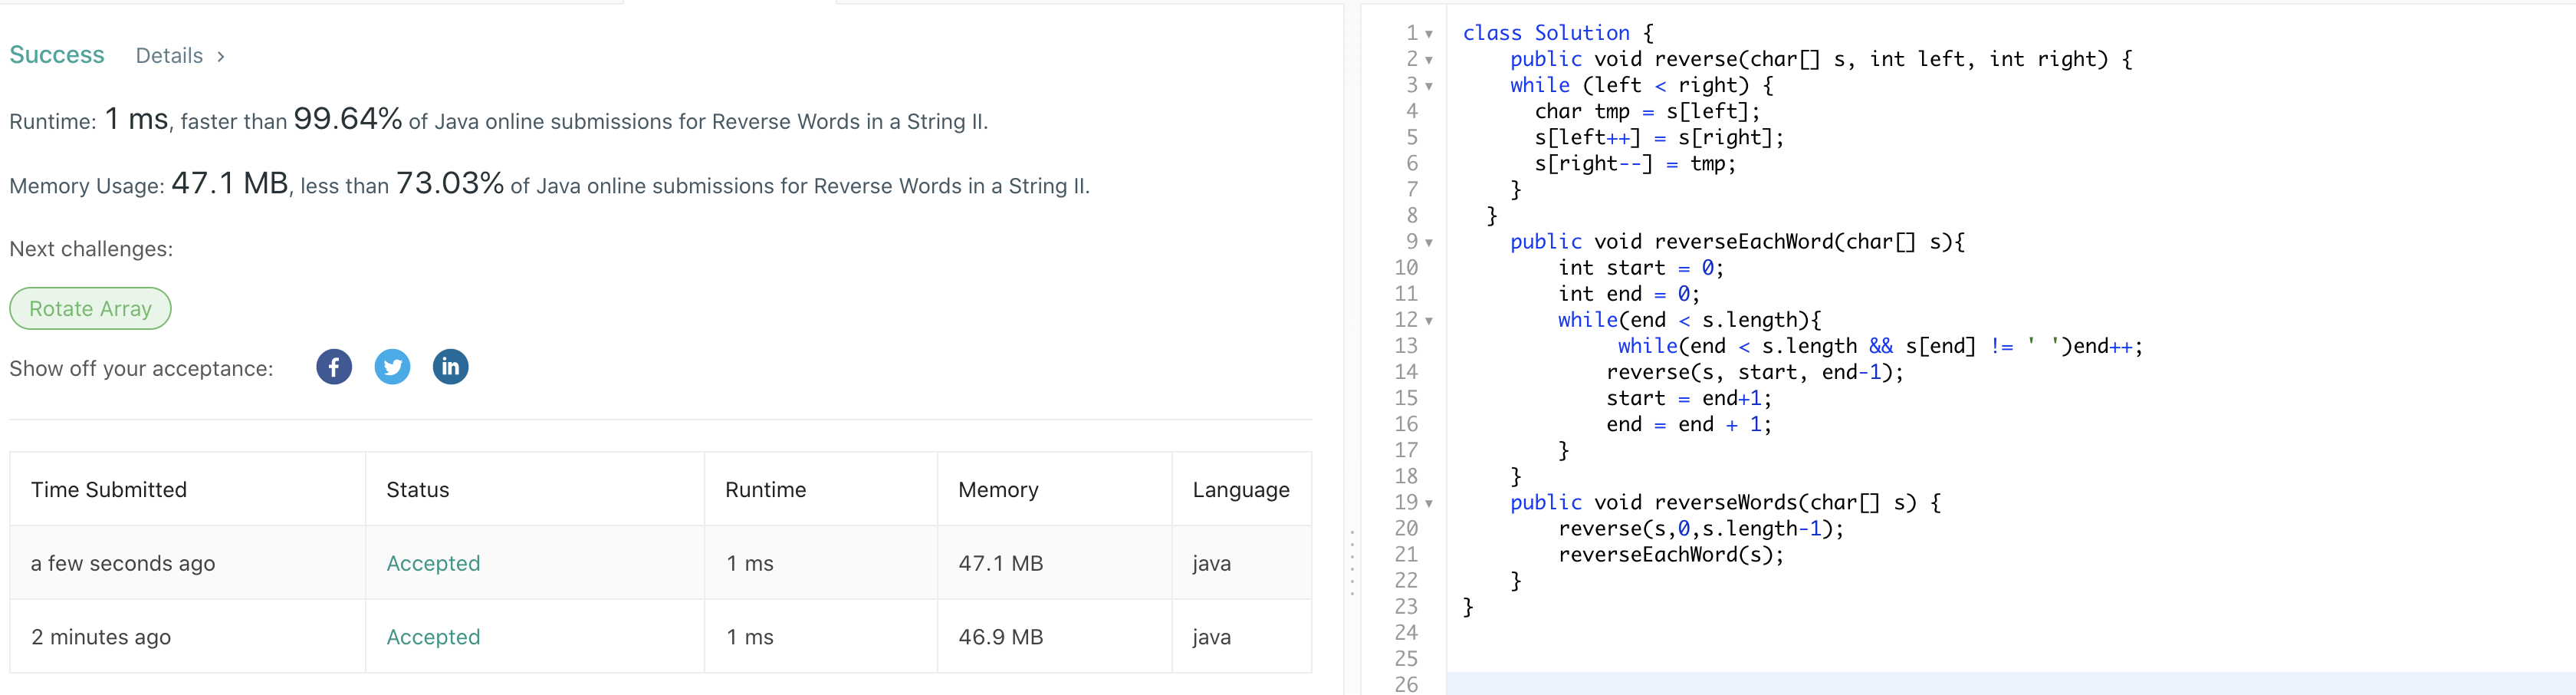 Success Details >
Runtime: 1 ms, faster than 99.64% of Java online submissions for Reverse Words in a String II.
Memory Usage: 47.1 MB, less than 73.03% of Java online submissions for Reverse Words in a String II.
Next challenges:
Rotate Array
Show off your acceptance: f in
Time Submitted Status Runtime Memory Language
a few seconds ago Accepted 1 ms 47.1 MB java
2 minutes ago Accepted 1 ms 46.9 MB java
1 class Solution {
2     public void reverse(char[] s, int left, int right) {
3     while (left < right) {
4       char tmp = s[left];
5       s[left++] = s[right];
6       s[right--] = tmp;
7     }
8   }
9     public void reverseEachWord(char[] s){
10         int start = 0;
11         int end = 0;
12         while(end < s.length){
13              while(end < s.length && s[end] != ' ')end++;
14             reverse(s, start, end-1);
15             start = end+1;
16             end = end + 1;
17         }
18     }
19     public void reverseWords(char[] s) {
20         reverse(s,0,s.length-1);
21         reverseEachWord(s);
22     }
23 }
24
25
26